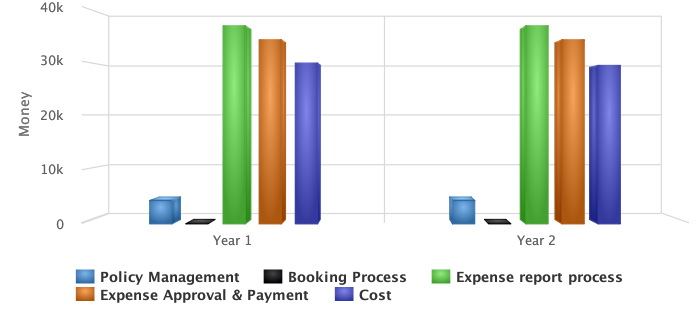 40k
30k
20k
10k
0
Money
Year 1 Year 2
Policy Management Booking Process Expense report process
Expense Approval & Payment Cost